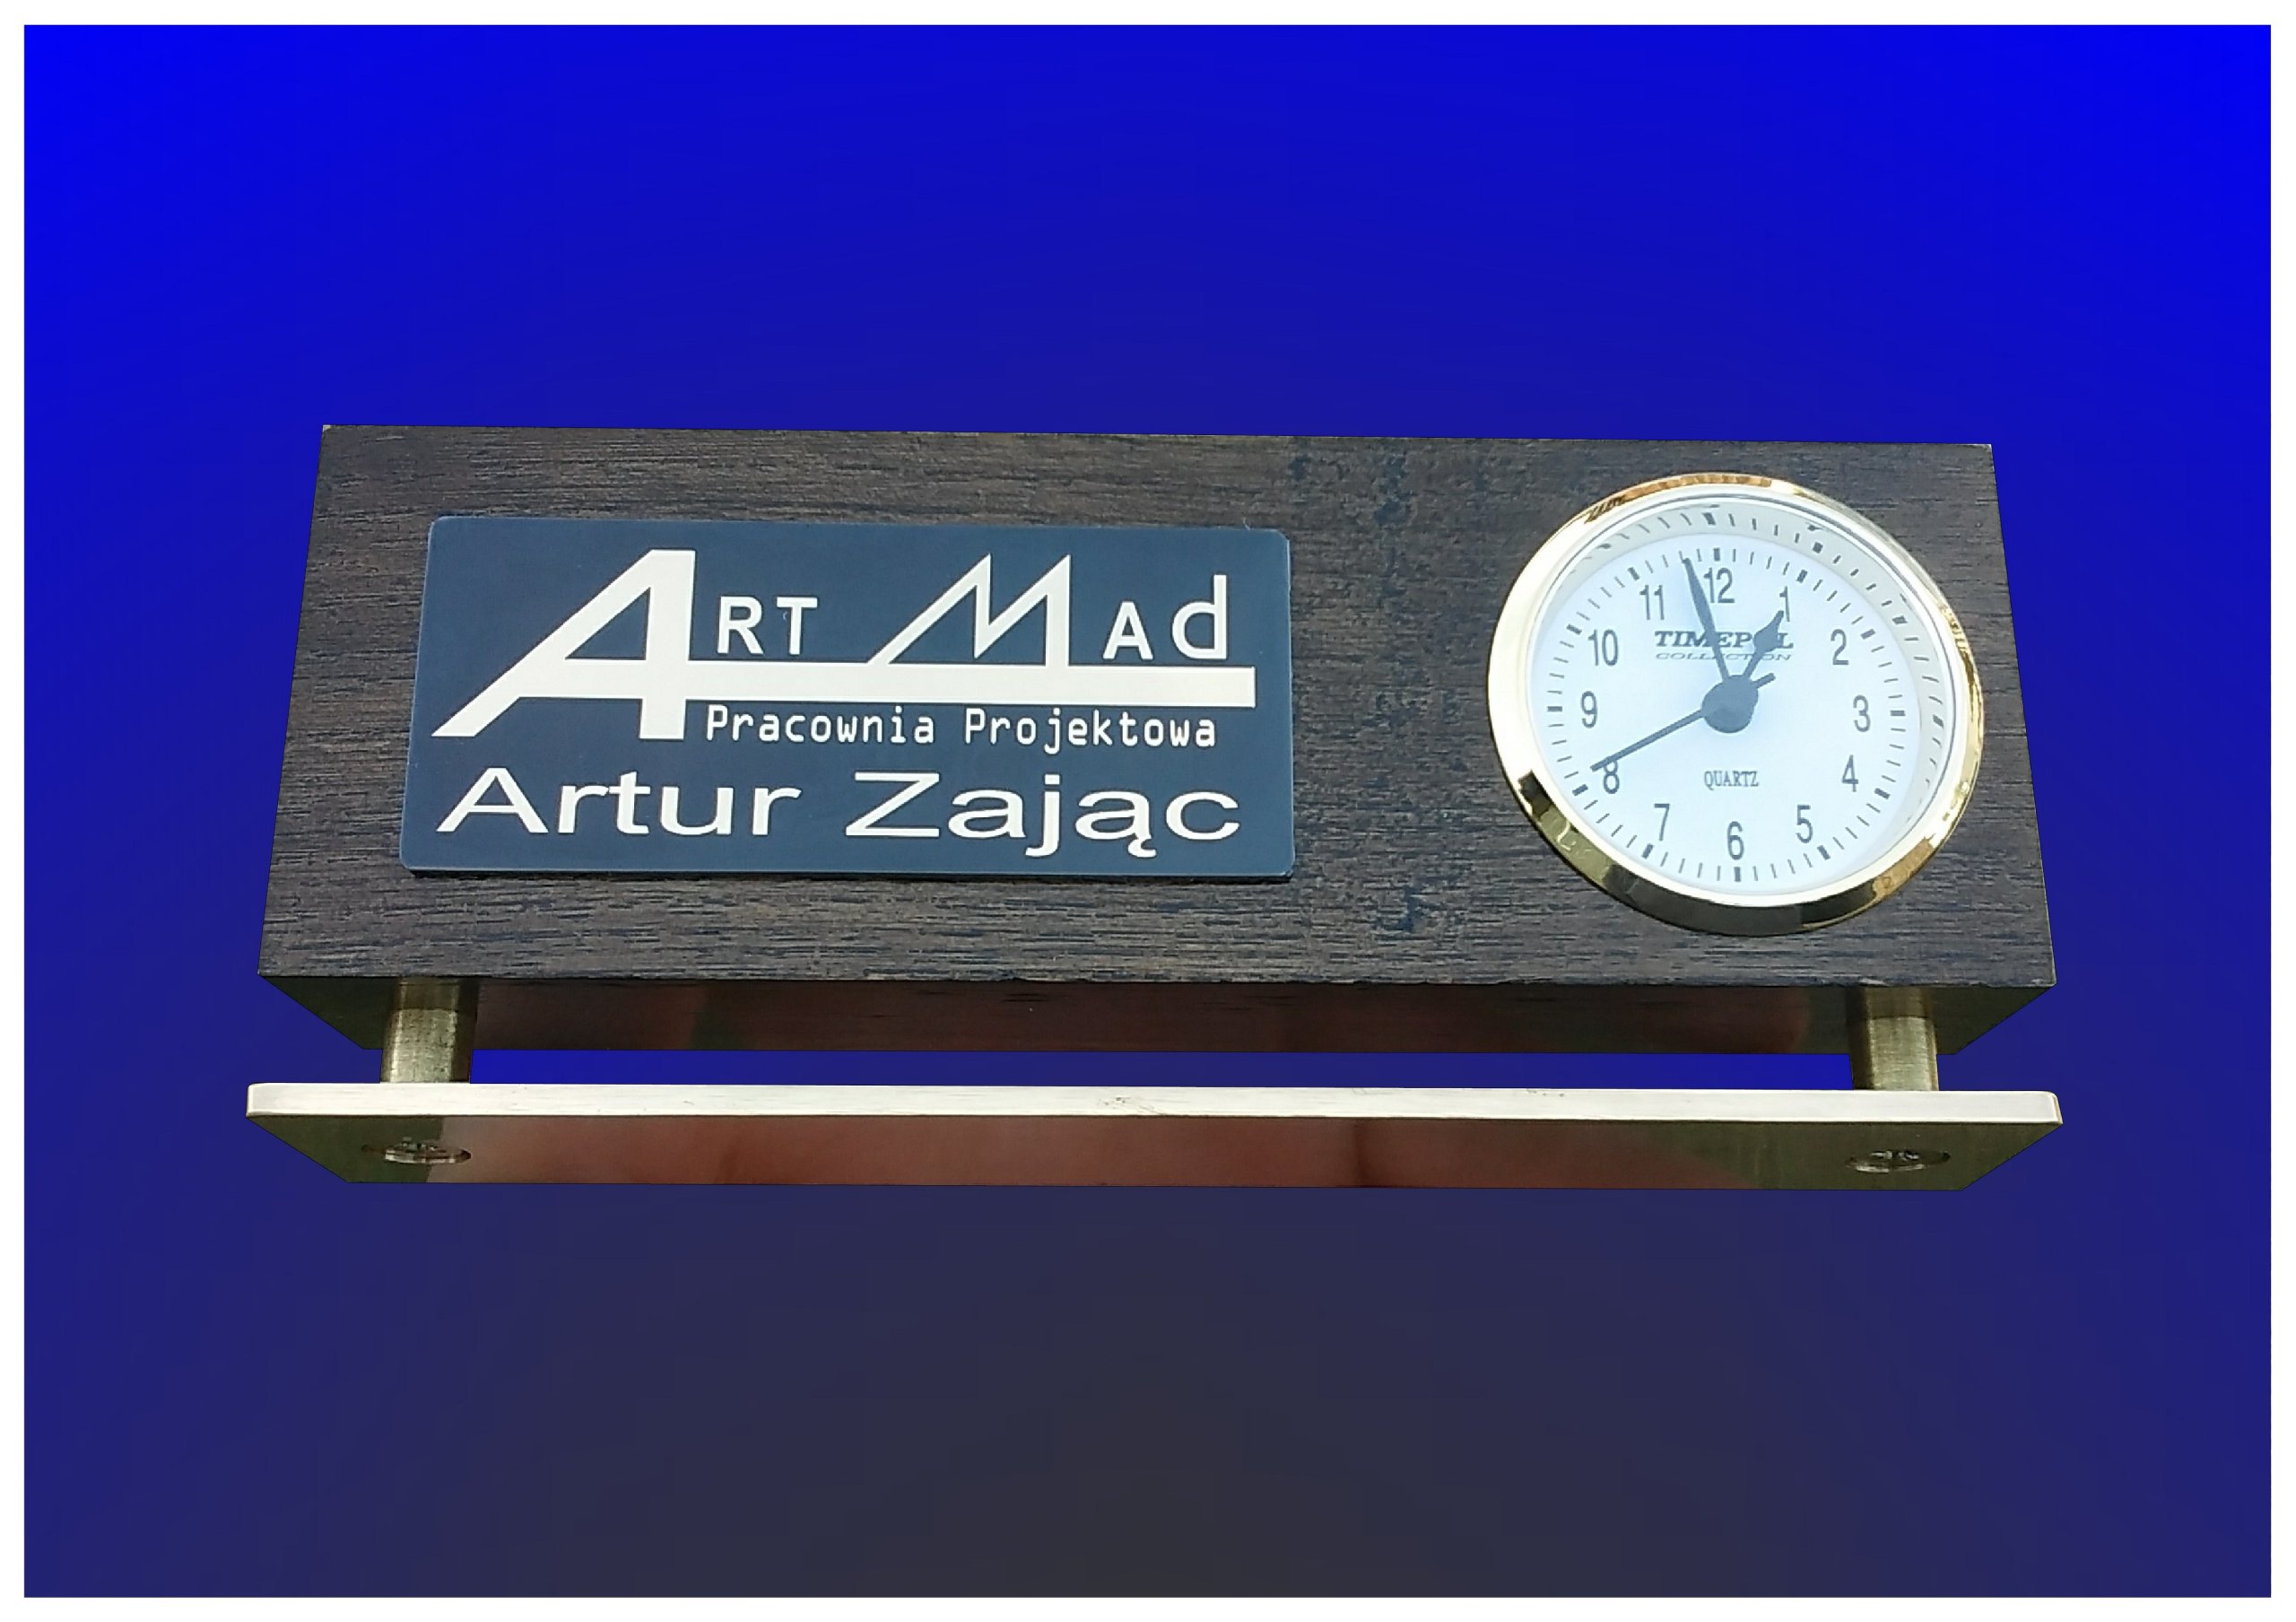 ART MAd
Pracownia Projektowa
Artur Zając
12
11
1
10
2
TIMEPOL
COLLECTION
9
3
8
4
QUARTZ
7
5
6